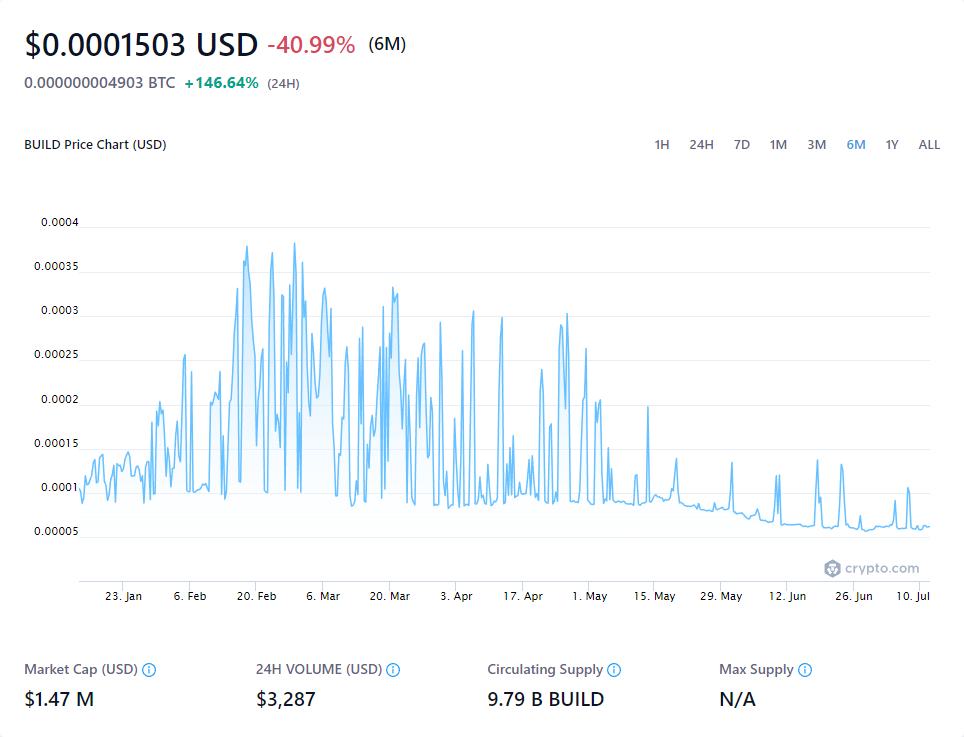 $0.0001503 USD -40.99% (6M)
0.000000004903 BTC +146.64% (24H)
BUILD Price Chart (USD) 1H 24H 7D 1M 3M 6M 1Y ALL
0.0004
0.00035
0.0003
0.00025
0.0002
0.00015
0.0001
0.00005
crypto.com
23. Jan 6. Feb 20. Feb 6. Mar 20. Mar 3. Apr 17. Apr 1. May 15. May 29. May 12. Jun 26. Jun 10. Jul
Market Cap (USD) 24H VOLUME (USD) Circulating Supply Max Supply
$1.47 M $3,287 9.79 B BUILD N/A